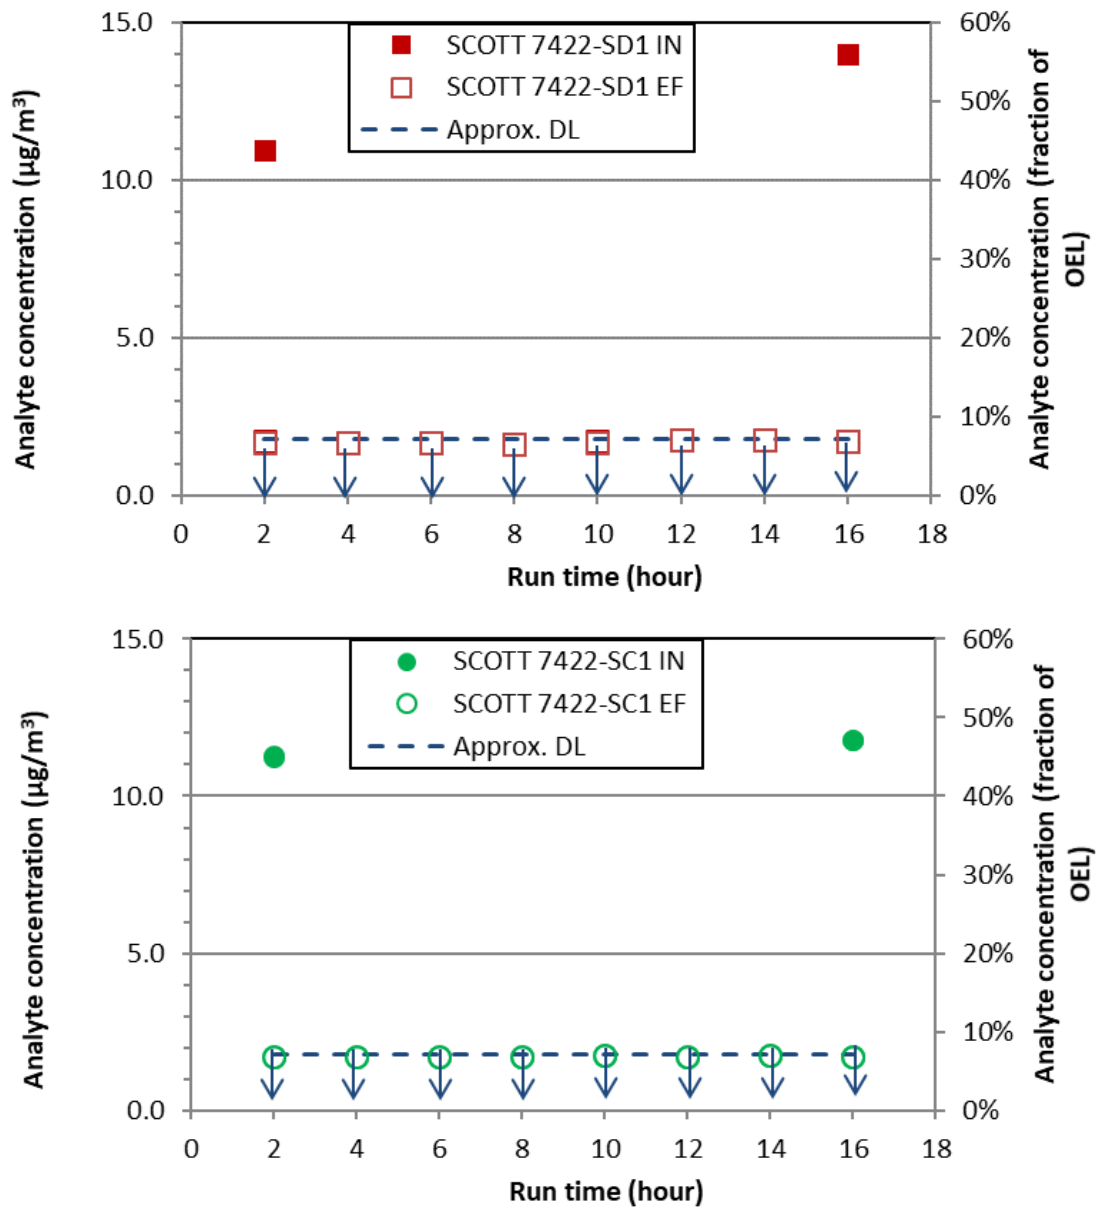 15.0
60%
SCOTT 7422-SD1 IN
SCOTT 7422-SD1 EF
Approx. DL
50%
10.0
40%
30%
5.0
20%
10%
0.0
0%
0 2 4 6 8 10 12 14 16 18
Run time (hour)
Analyte concentration (µg/m³)
Analyte concentration (fraction of
OEL)
15.0
60%
SCOTT 7422-SC1 IN
SCOTT 7422-SC1 EF
Approx. DL
50%
10.0
40%
30%
5.0
20%
10%
0.0
0%
0 2 4 6 8 10 12 14 16 18
Run time (hour)
Analyte concentration (µg/m³)
Analyte concentration (fraction of
OEL)